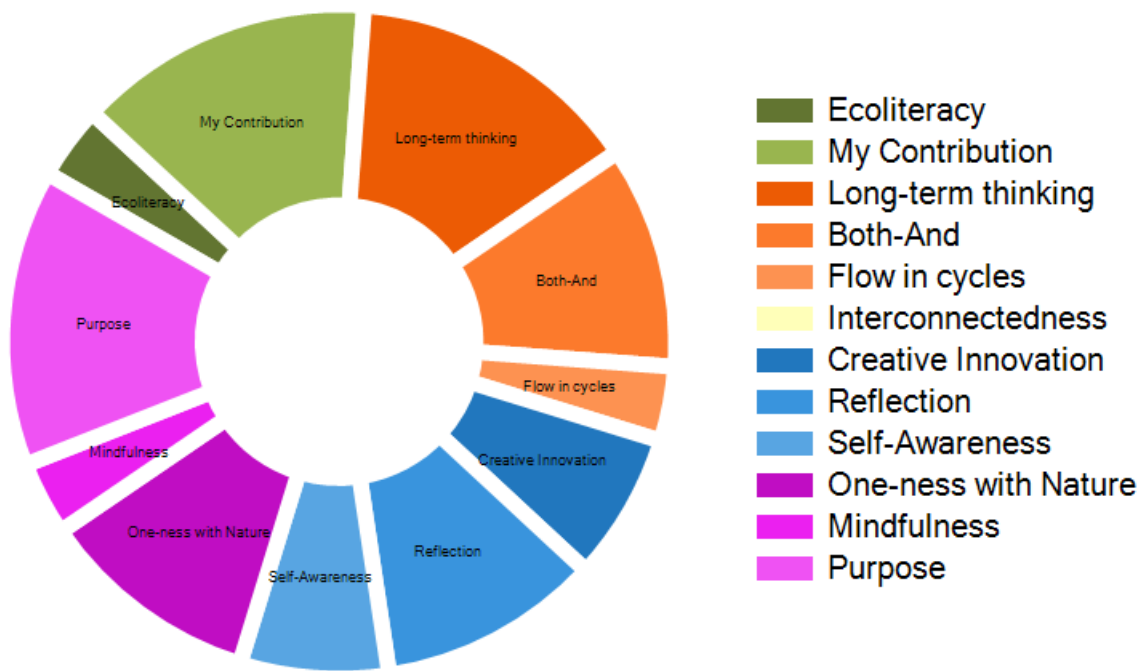 My Contribution
Long-term thinking
Ecoliteracy
Both-And
Purpose
Flow in cycles
Mindfulness
Creative Innovation
One-ness with Nature
Reflection
Self-Awareness
Ecoliteracy
My Contribution
Long-term thinking
Both-And
Flow in cycles
Interconnectedness
Creative Innovation
Reflection
Self-Awareness
One-ness with Nature
Mindfulness
Purpose